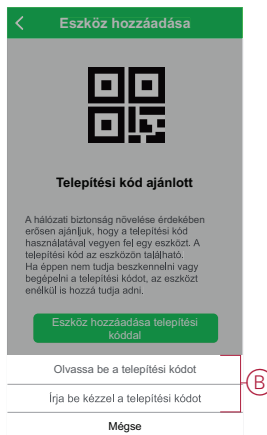 Eszköz hozzáadása
Telepítési kód ajánlott
A hálózati biztonság növelése érdekében
erősen ajánljuk, hogy a telepítési kód
használatával vegyen fel egy eszközt. A
telepítési kód az eszközön található.
Ha éppen nem tudja beszkennelni vagy
begépelni a telepítési kódot, az eszközt
enélkül is hozzá tudja adni.
Eszköz hozzáadása telepítési
kóddal
Olvassa be a telepítési kódot
Írja be kézzel a telepítési kódot
B
Mégse